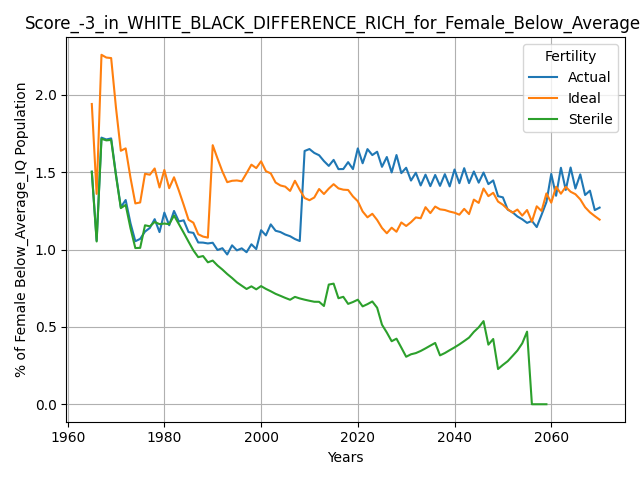 Score_-3_in_WHITE_BLACK_DIFFERENCE_RICH_for_Female_Below_Average
Fertility
Actual
Ideal
Sterile
% of Female Below_Average_IQ Population
2.0
1.5
1.0
0.5
0.0
1960 1980 2000 2020 2040 2060
Years